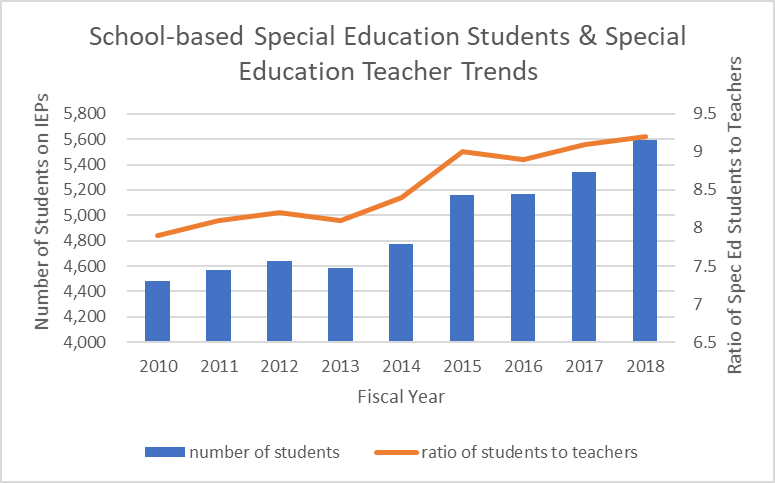 School-based Special Education Students & Special
Education Teacher Trends
Number of Students on IEPs
5,800
5,600
5,400
5,200
5,000
4,800
4,600
4,400
4,200
4,000
9.5
9
8.5
8
7.5
7
6.5
Ratio of Spec Ed Students to Teachers
2010 2011 2012 2013 2014 2015 2016 2017 2018
Fiscal Year
number of students ratio of students to teachers